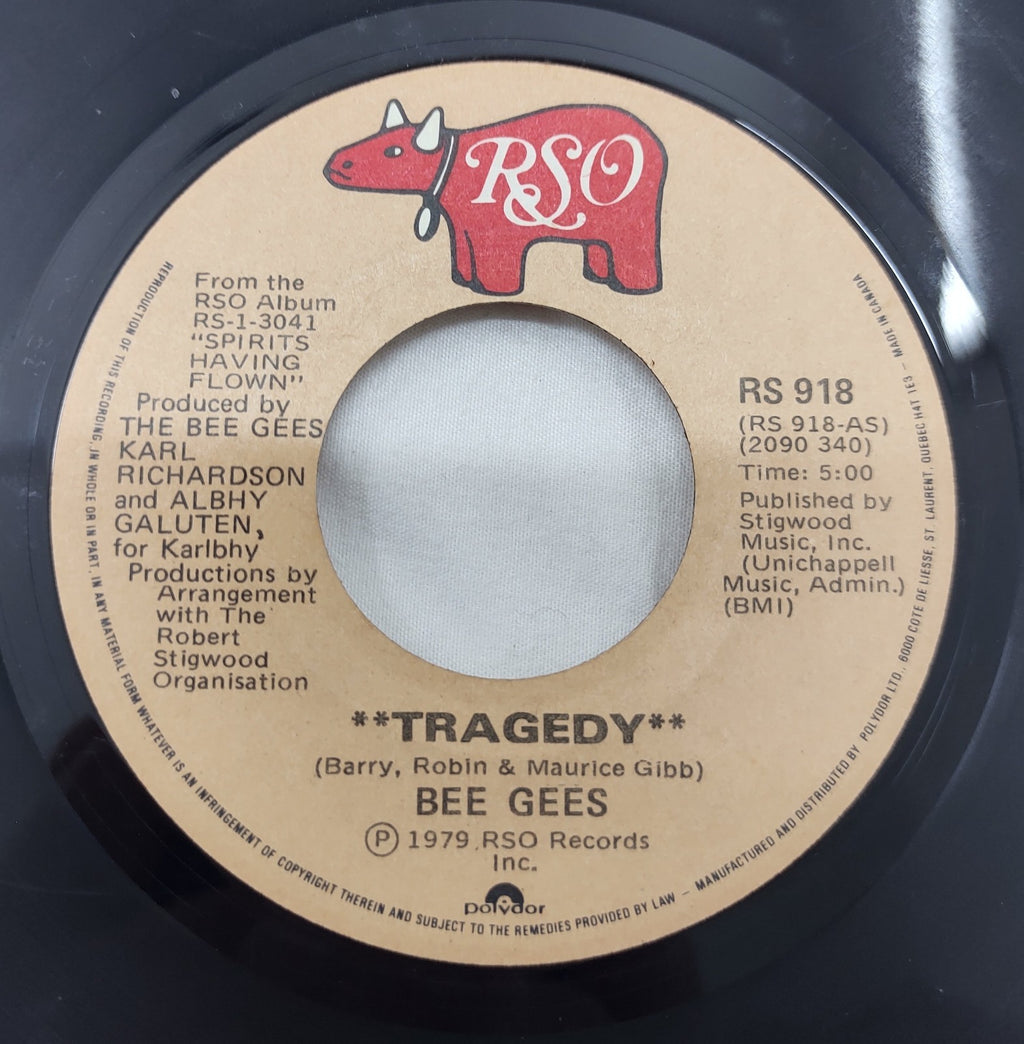 RSO
From the
RSO Album
RS-1-3041
"SPIRITS
HAVING
FLOWN"
Produced by
THE BEE GEES
KARL
RICHARDSON
and ALBHY
GALUTEN,
for Karlbhy
Productions by
Arrangement
with The
Robert
Stigwood
Organisation
RS 918
(RS 918-AS)
(2090 340)
Time: 5:00
Published by
Stigwood
Music, Inc.
(Unichappell
Music, Admin.)
(BMI)
**TRAGEDY**
(Barry, Robin & Maurice Gibb)
BEE GEES
Ⓟ 1979 RSO Records
Inc.
polydor
REPRODUCTION OF THIS RECORDING, IN WHOLE OR IN PART, IN ANY MATERIAL FORM WHATEVER IS AN INFRINGEMENT OF COPYRIGHT THEREIN AND SUBJECT TO THE REMEDIES PROVIDED BY LAW – MANUFACTURED AND DISTRIBUTED BY POLYDOR LTD., 6000 COTE DE LIESSE, ST. LAURENT, QUEBEC H4T 1E3 – MADE IN CANADA